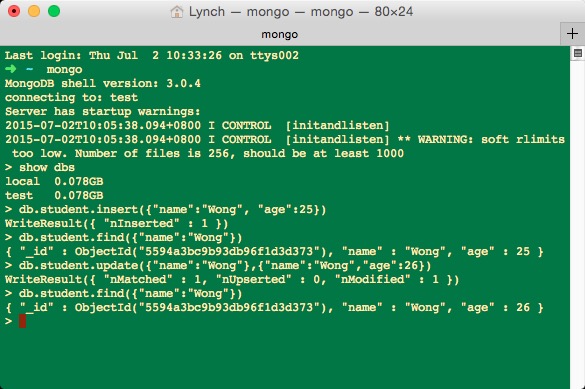 Lynch — mongo — mongo — 80×24
mongo
Last login: Thu Jul  2 10:33:26 on ttys002
➜ ~  mongo
MongoDB shell version: 3.0.4
connecting to: test
Server has startup warnings:
2015-07-02T10:05:38.094+0800 I CONTROL  [initandlisten]
2015-07-02T10:05:38.094+0800 I CONTROL  [initandlisten] ** WARNING: soft rlimits
 too low. Number of files is 256, should be at least 1000
> show dbs
local  0.078GB
test   0.078GB
> db.student.insert({"name":"Wong", "age":25})
WriteResult({ "nInserted" : 1 })
> db.student.find({"name":"Wong"})
{ "_id" : ObjectId("5594a3bc9b93db96f1d3d373"), "name" : "Wong", "age" : 25 }
> db.student.update({"name":"Wong"},{"name":"Wong","age":26})
WriteResult({ "nMatched" : 1, "nUpserted" : 0, "nModified" : 1 })
> db.student.find({"name":"Wong"})
{ "_id" : ObjectId("5594a3bc9b93db96f1d3d373"), "name" : "Wong", "age" : 26 }
>